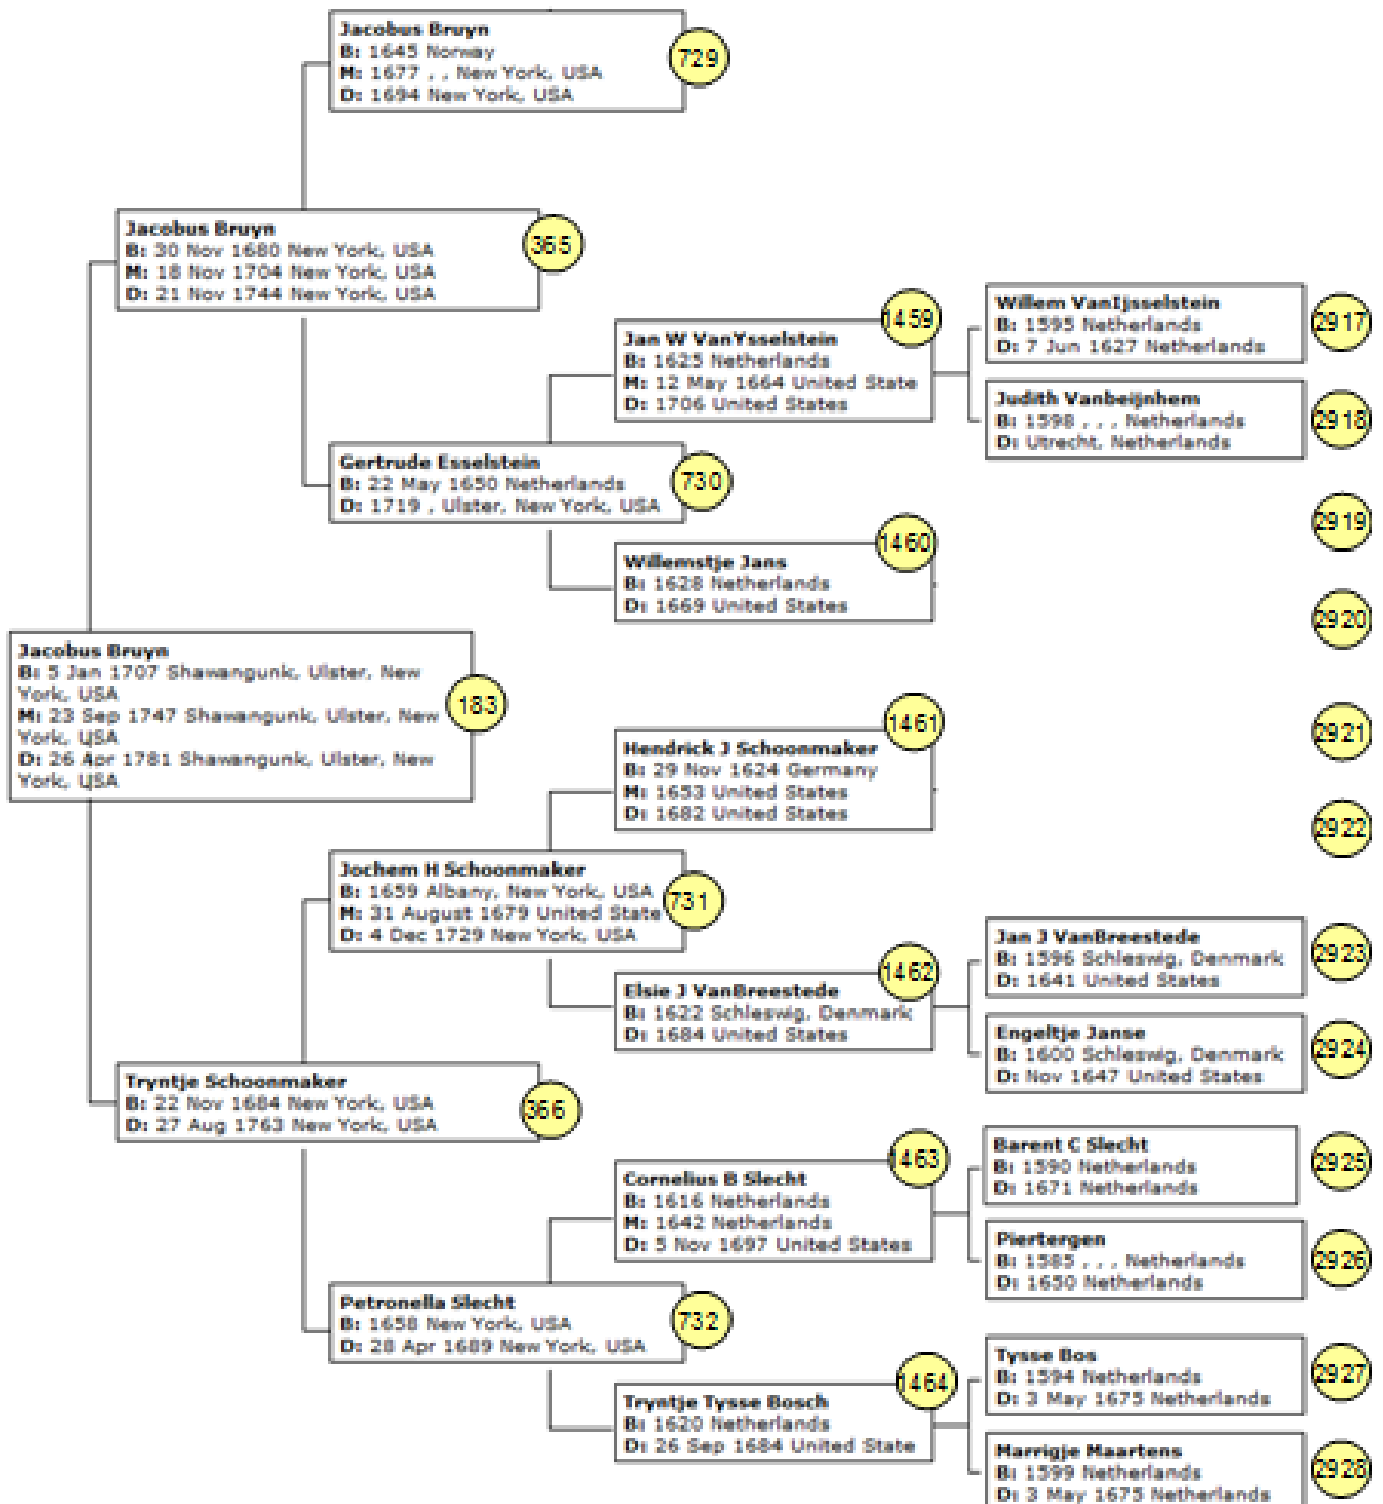 Jacobus Bruyn
B: 1645 Norway
M: 1677 , , New York, USA
D: 1694 New York, USA
729
Jacobus Bruyn
B: 30 Nov 1680 New York, USA
M: 18 Nov 1704 New York, USA
D: 21 Nov 1744 New York, USA
365
Jan W VanYsselstein
B: 1625 Netherlands
M: 12 May 1664 United State
D: 1706 United States
1459
Willem VanIjsselstein
B: 1595 Netherlands
D: 7 Jun 1627 Netherlands
2917
Judith Vanbeijnhem
B: 1598 , , , Netherlands
D: Utrecht, Netherlands
2918
Gertrude Esselstein
B: 22 May 1650 Netherlands
D: 1719 , Ulster, New York, USA
730
2919
Willemstje Jans
B: 1628 Netherlands
D: 1669 United States
1460
2920
Jacobus Bruyn
B: 5 Jan 1707 Shawangunk, Ulster, New
York, USA
M: 23 Sep 1747 Shawangunk, Ulster, New
York, USA
D: 26 Apr 1781 Shawangunk, Ulster, New
York, USA
183
Hendrick J Schoonmaker
B: 29 Nov 1624 Germany
M: 1653 United States
D: 1682 United States
1461
2921
2922
Jochem H Schoonmaker
B: 1659 Albany, New York, USA
M: 31 August 1679 United State
D: 4 Dec 1729 New York, USA
731
Elsie J VanBreestede
B: 1622 Schleswig, Denmark
D: 1684 United States
1462
Jan J VanBreestede
B: 1596 Schleswig, Denmark
D: 1641 United States
2923
Engeltje Janse
B: 1600 Schleswig, Denmark
D: Nov 1647 United States
2924
Tryntje Schoonmaker
B: 22 Nov 1684 New York, USA
D: 27 Aug 1763 New York, USA
366
Cornelius B Slecht
B: 1616 Netherlands
M: 1642 Netherlands
D: 5 Nov 1697 United States
1463
Barent C Slecht
B: 1590 Netherlands
D: 1671 Netherlands
2925
Piertergen
B: 1585 , , , Netherlands
D: 1650 Netherlands
2926
Petronella Slecht
B: 1658 New York, USA
D: 28 Apr 1689 New York, USA
732
Tryntje Tysse Bosch
B: 1620 Netherlands
D: 26 Sep 1684 United State
1464
Tysse Bos
B: 1594 Netherlands
D: 3 May 1675 Netherlands
2927
Marrigje Maartens
B: 1599 Netherlands
D: 3 May 1675 Netherlands
2928